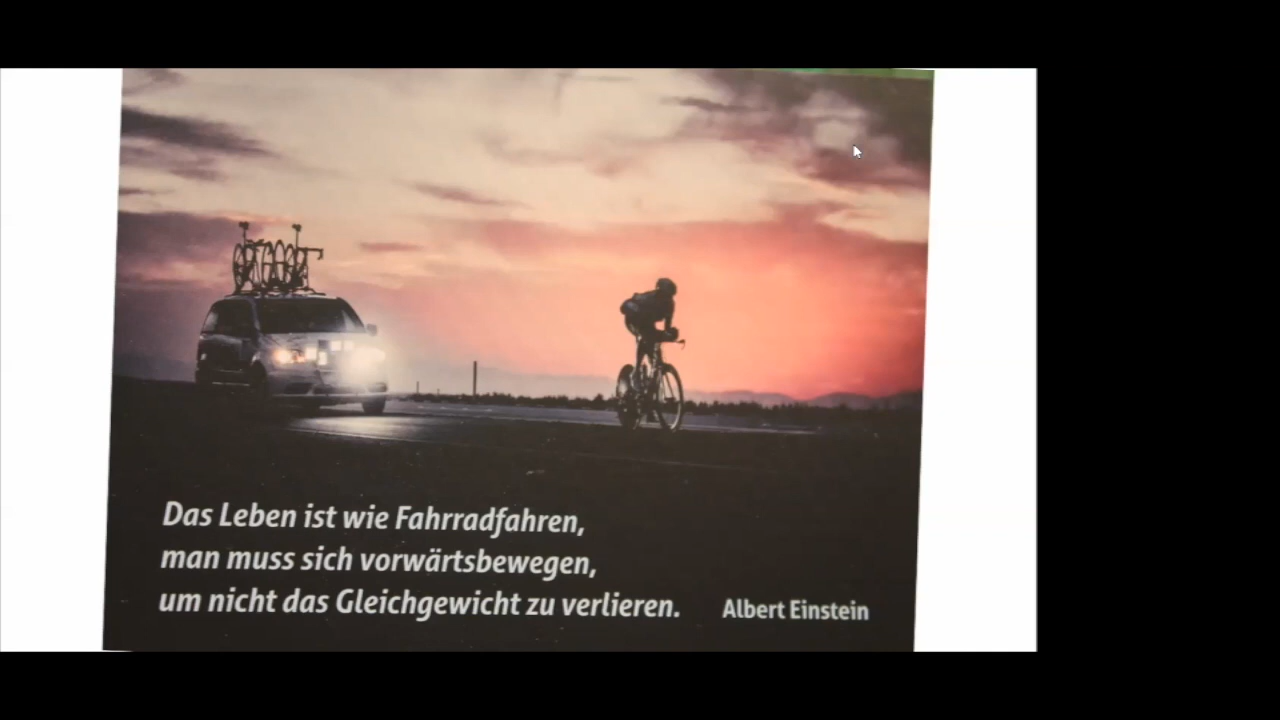 Das Leben ist wie Fahrradfahren,
man muss sich vorwärtsbewegen,
um nicht das Gleichgewicht zu verlieren.
Albert Einstein